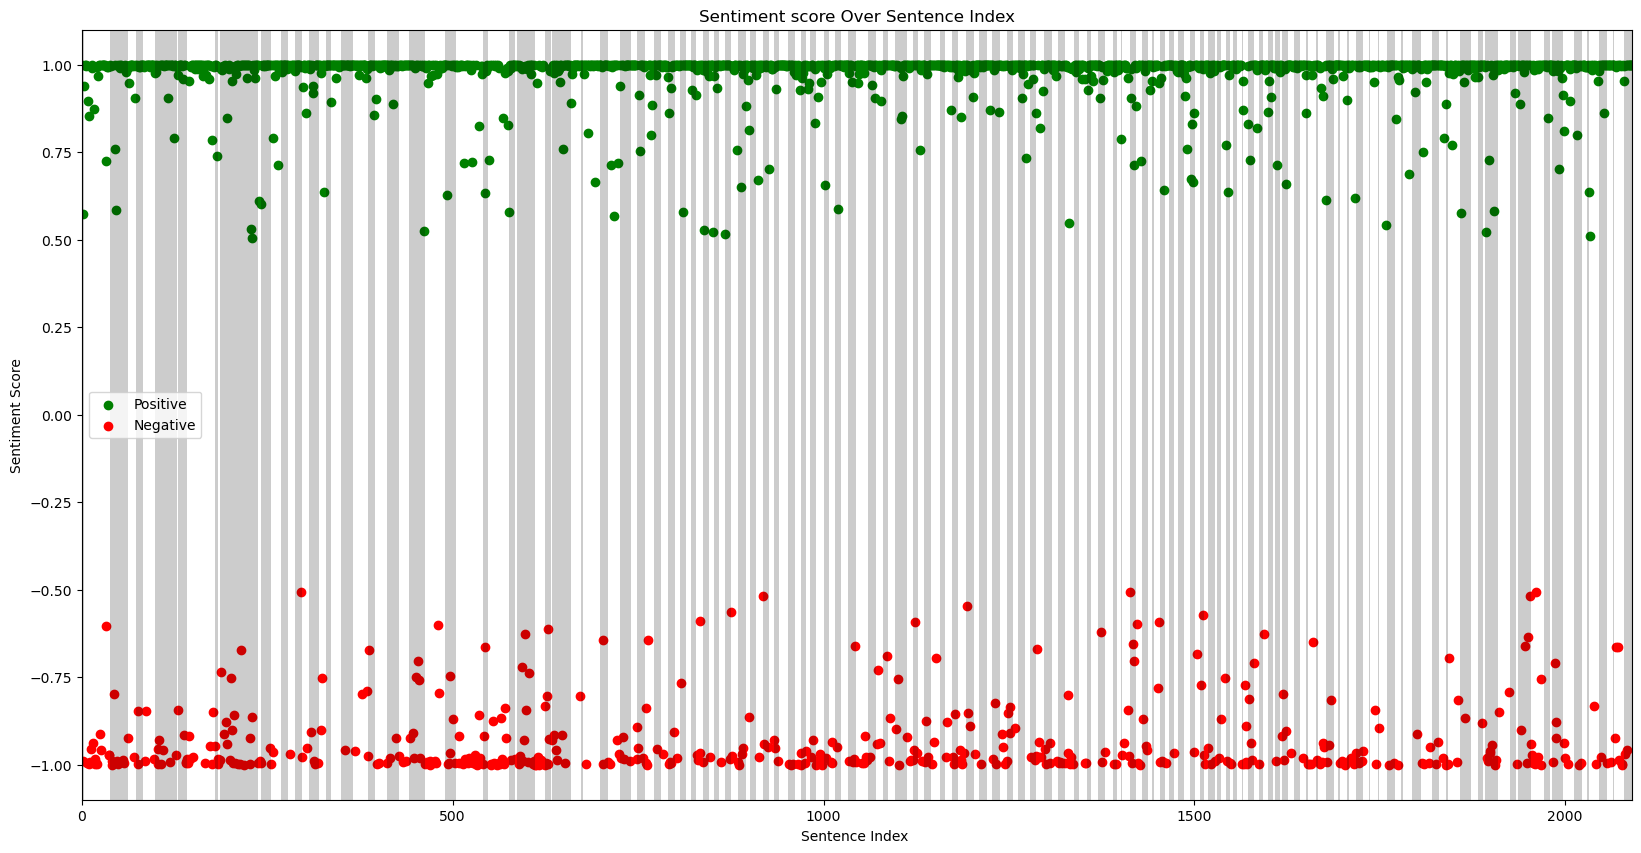 Sentiment score Over Sentence Index
1.00
0.75
0.50
0.25
0.00
−0.25
−0.50
−0.75
−1.00
Sentiment Score
Positive
Negative
0
500
1000
1500
2000
Sentence Index